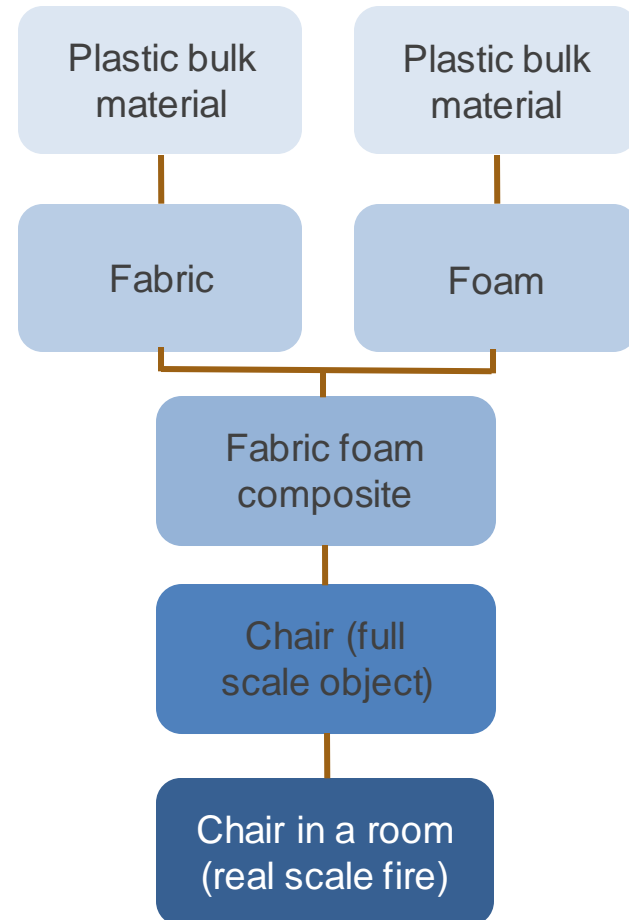 Plastic bulk
material
Plastic bulk
material
Fabric
Foam
Fabric foam
composite
Chair (full
scale object)
Chair in a room
(real scale fire)